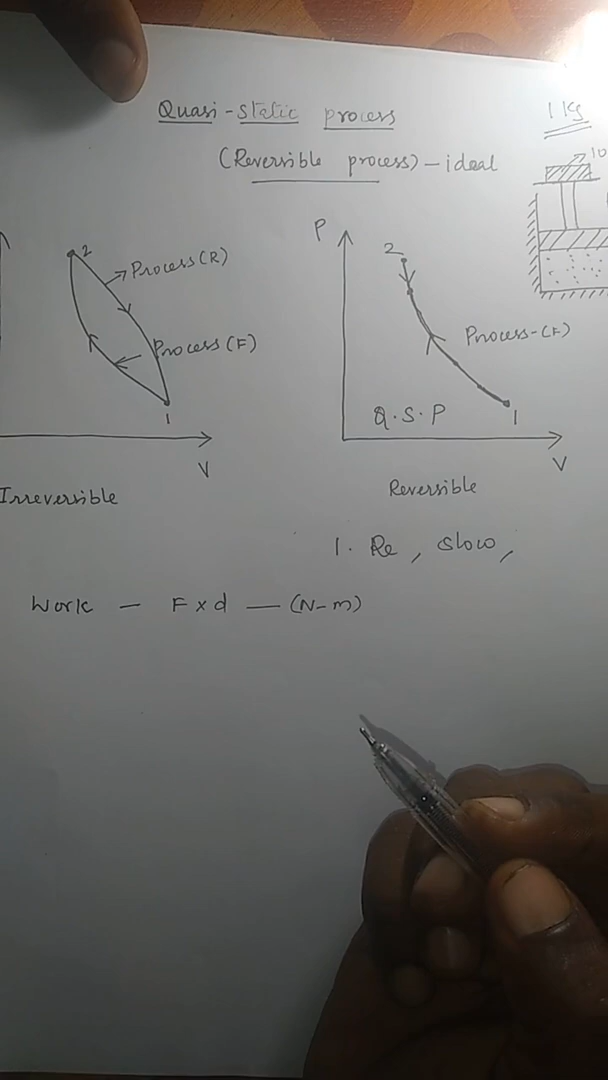 Quasi-static process
1 Kg
(Reversible process) - ideal
10
P
2
Process (R)
2
Process (F)
Process-(F)
1
Q.S.P
1
V
V
Irreversible
Reversible
1. Re, slow,
Work - F x d - (N-m)